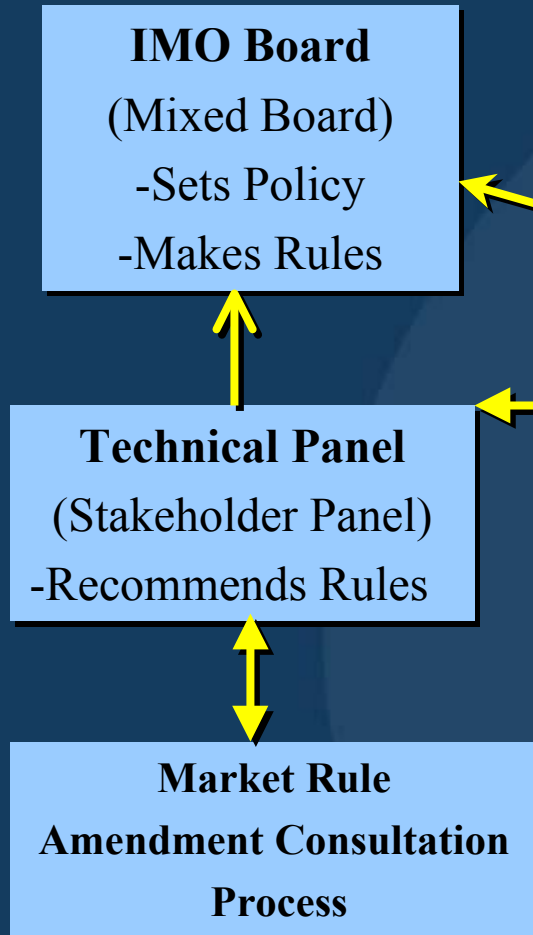 IMO Board
(Mixed Board)
-Sets Policy
-Makes Rules
Technical Panel
(Stakeholder Panel)
-Recommends Rules
Market Rule
Amendment Consultation
Process